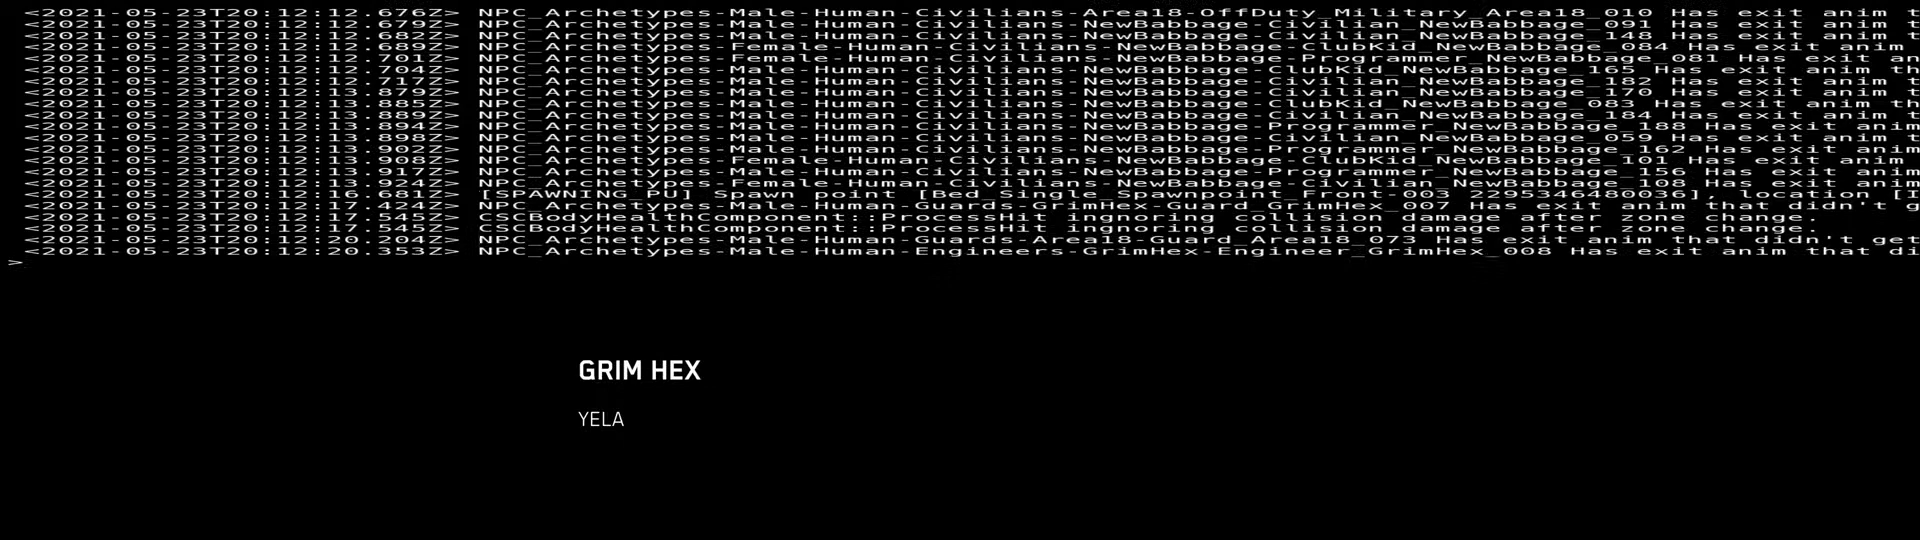 <2021-05-23T20:12:12.676Z> NPC_Archetypes-Male-Human-Civilians-Area18-OffDuty_Military_Area18_010 Has exit anim t
<2021-05-23T20:12:12.679Z> NPC_Archetypes-Male-Human-Civilians-NewBabbage-Civilian_NewBabbage_091 Has exit anim t
<2021-05-23T20:12:12.682Z> NPC_Archetypes-Male-Human-Civilians-NewBabbage-Civilian_NewBabbage_148 Has exit anim t
<2021-05-23T20:12:12.689Z> NPC_Archetypes-Female-Human-Civilians-NewBabbage-ClubKid_NewBabbage_084 Has exit anim
<2021-05-23T20:12:12.701Z> NPC_Archetypes-Female-Human-Civilians-NewBabbage-Programmer_NewBabbage_081 Has exit an
<2021-05-23T20:12:12.704Z> NPC_Archetypes-Male-Human-Civilians-NewBabbage-ClubKid_NewBabbage_165 Has exit anim th
<2021-05-23T20:12:12.717Z> NPC_Archetypes-Male-Human-Civilians-NewBabbage-Civilian_NewBabbage_182 Has exit anim t
<2021-05-23T20:12:13.879Z> NPC_Archetypes-Male-Human-Civilians-NewBabbage-Civilian_NewBabbage_170 Has exit anim t
<2021-05-23T20:12:13.885Z> NPC_Archetypes-Male-Human-Civilians-NewBabbage-ClubKid_NewBabbage_083 Has exit anim th
<2021-05-23T20:12:13.889Z> NPC_Archetypes-Male-Human-Civilians-NewBabbage-Civilian_NewBabbage_184 Has exit anim t
<2021-05-23T20:12:13.894Z> NPC_Archetypes-Male-Human-Civilians-NewBabbage-Programmer_NewBabbage_188 Has exit anim
<2021-05-23T20:12:13.898Z> NPC_Archetypes-Male-Human-Civilians-NewBabbage-Civilian_NewBabbage_059 Has exit anim t
<2021-05-23T20:12:13.902Z> NPC_Archetypes-Male-Human-Civilians-NewBabbage-Programmer_NewBabbage_162 Has exit anim
<2021-05-23T20:12:13.908Z> NPC_Archetypes-Female-Human-Civilians-NewBabbage-ClubKid_NewBabbage_101 Has exit anim
<2021-05-23T20:12:13.917Z> NPC_Archetypes-Male-Human-Civilians-NewBabbage-Programmer_NewBabbage_156 Has exit anim
<2021-05-23T20:12:13.924Z> NPC_Archetypes-Female-Human-Civilians-NewBabbage-Civilian_NewBabbage_108 Has exit anim
<2021-05-23T20:12:16.681Z> [SPAWNING_PU] Spawn point [Bed_Single_Spawnpoint_Front-003 229534648003​6], location [I
<2021-05-23T20:12:17.424Z> NPC_Archetypes-Male-Human-Guards-GrimHex-Guard_GrimHex_007 Has exit anim that didn't g
<2021-05-23T20:12:17.545Z> CSCBodyHealthComponent::ProcessHit ingnoring collision damage after zone change.
<2021-05-23T20:12:17.545Z> CSCBodyHealthComponent::ProcessHit ingnoring collision damage after zone change.
<2021-05-23T20:12:20.204Z> NPC_Archetypes-Male-Human-Guards-Area18-Guard_Area18_073 Has exit anim that didn't get
<2021-05-23T20:12:20.353Z> NPC_Archetypes-Male-Human-Engineers-GrimHex-Engineer_GrimHex_008 Has exit anim that di
>
GRIM HEX
YELA